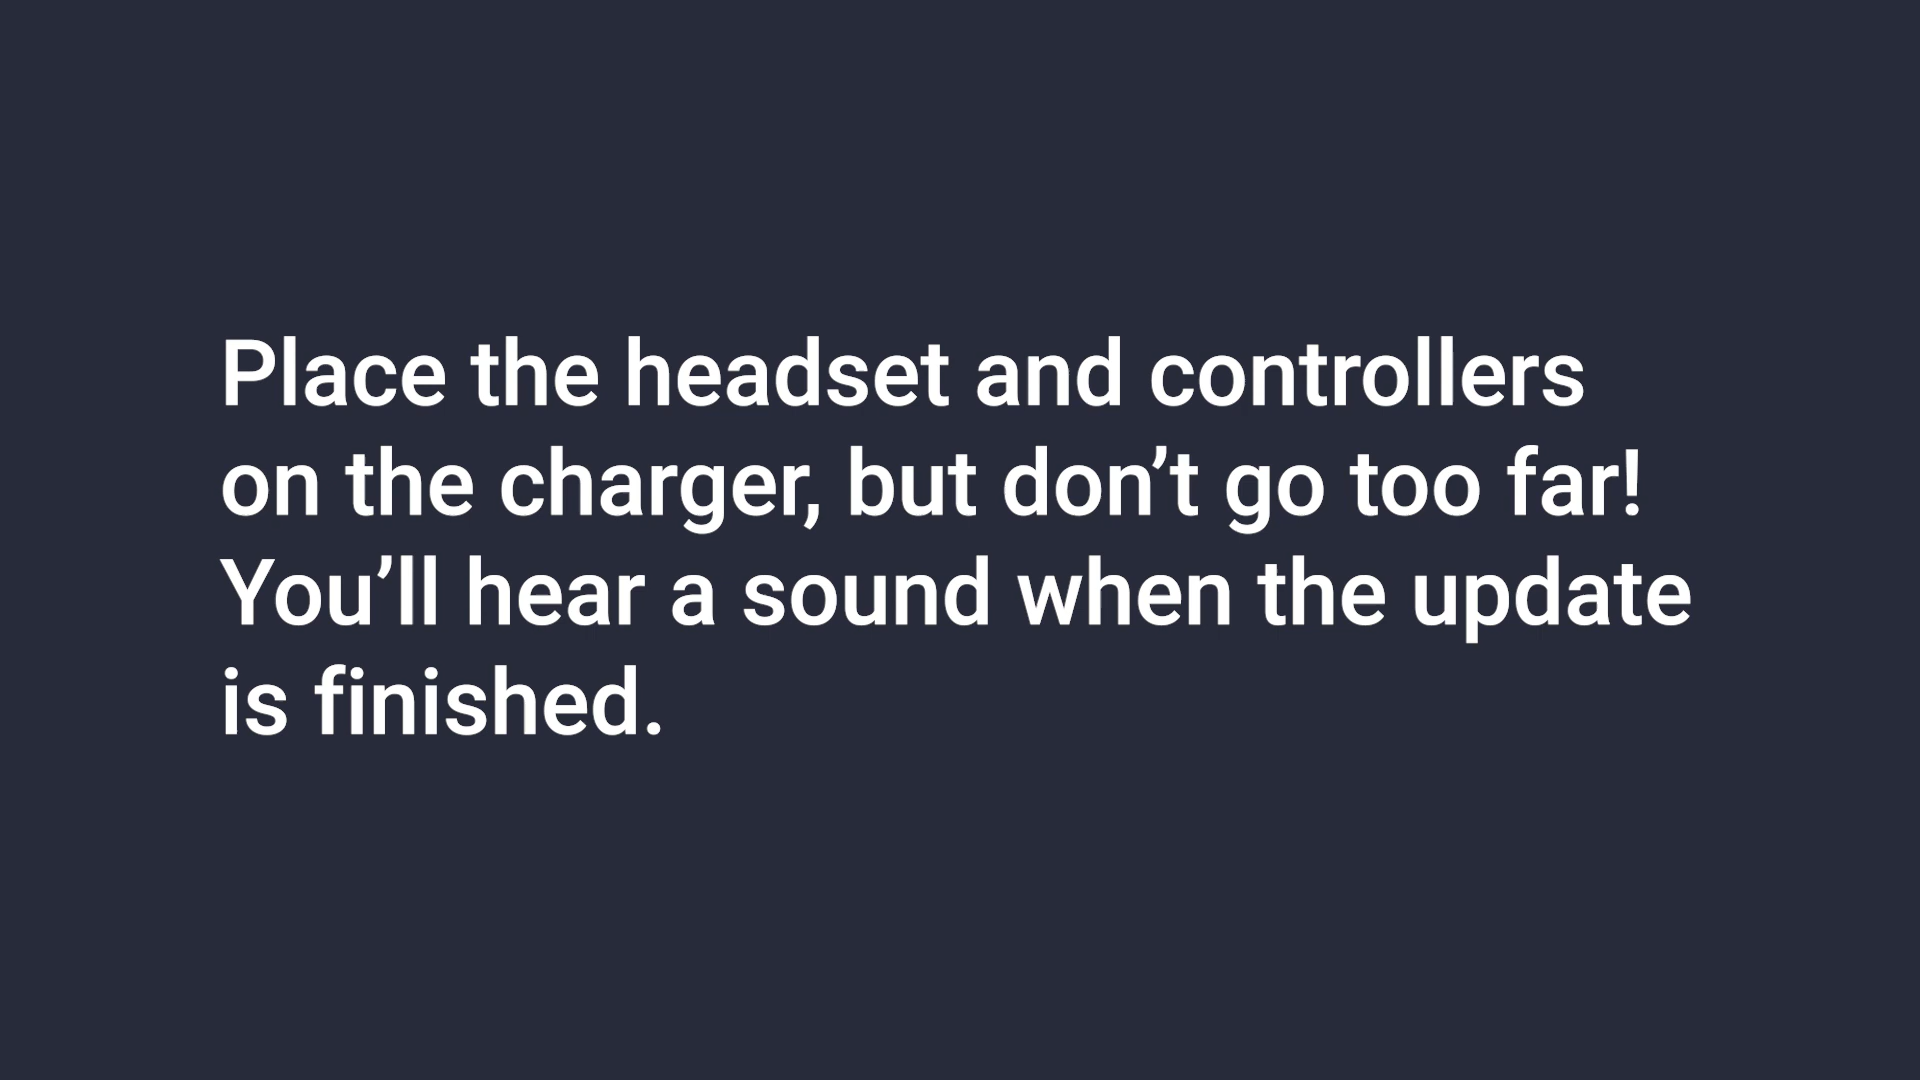 Place the headset and controllers
on the charger, but don’t go too far!
You’ll hear a sound when the update
is finished.